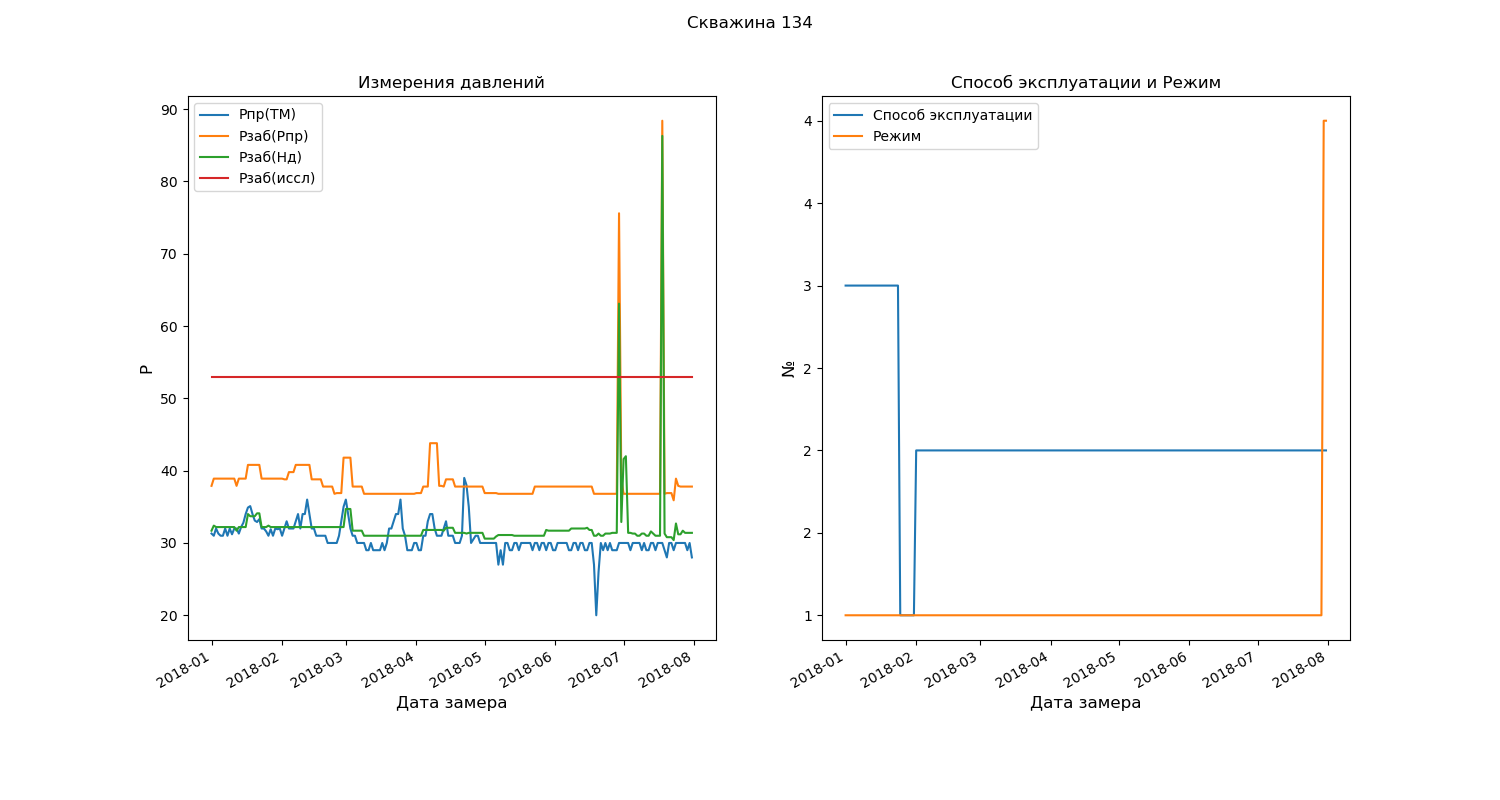 Скважина 134
Измерения давлений
Рпр(ТМ)
Рзаб(Рпр)
Рзаб(Нд)
Рзаб(иссл)
90
80
70
60
50
40
30
20
Р
2018-01
2018-02
2018-03
2018-04
2018-05
2018-06
2018-07
2018-08
Дата замера
Способ эксплуатации и Режим
Способ эксплуатации
Режим
4
4
3
2
2
2
1
№
2018-01
2018-02
2018-03
2018-04
2018-05
2018-06
2018-07
2018-08
Дата замера